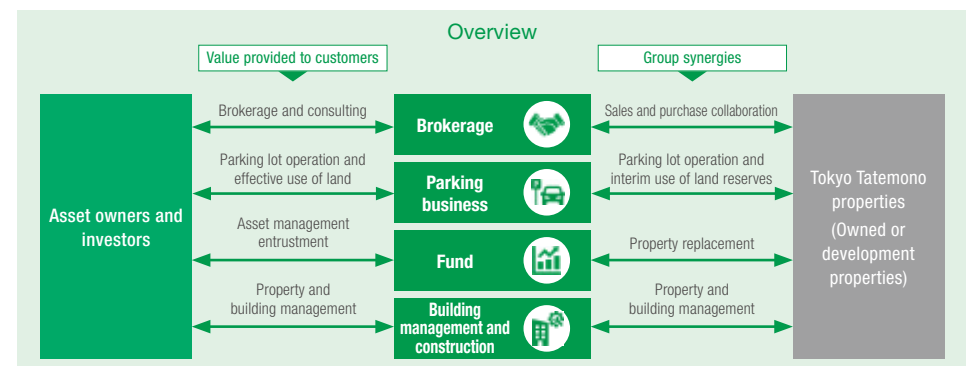 Overview
Value provided to customers
Group synergies
Asset owners and
investors
Brokerage and consulting
Brokerage
Sales and purchase collaboration
Parking lot operation and
effective use of land
Parking
business
Parking lot operation and
interim use of land reserves
Asset management
entrustment
Fund
Property replacement
Property and
building management
Building
management and
construction
Property and
building management
Tokyo Tatemono
properties
(Owned or
development
properties)